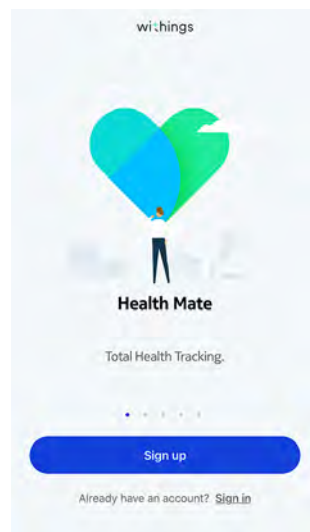 withings
Health Mate
Total Health Tracking.
Sign up
Already have an account? Sign in